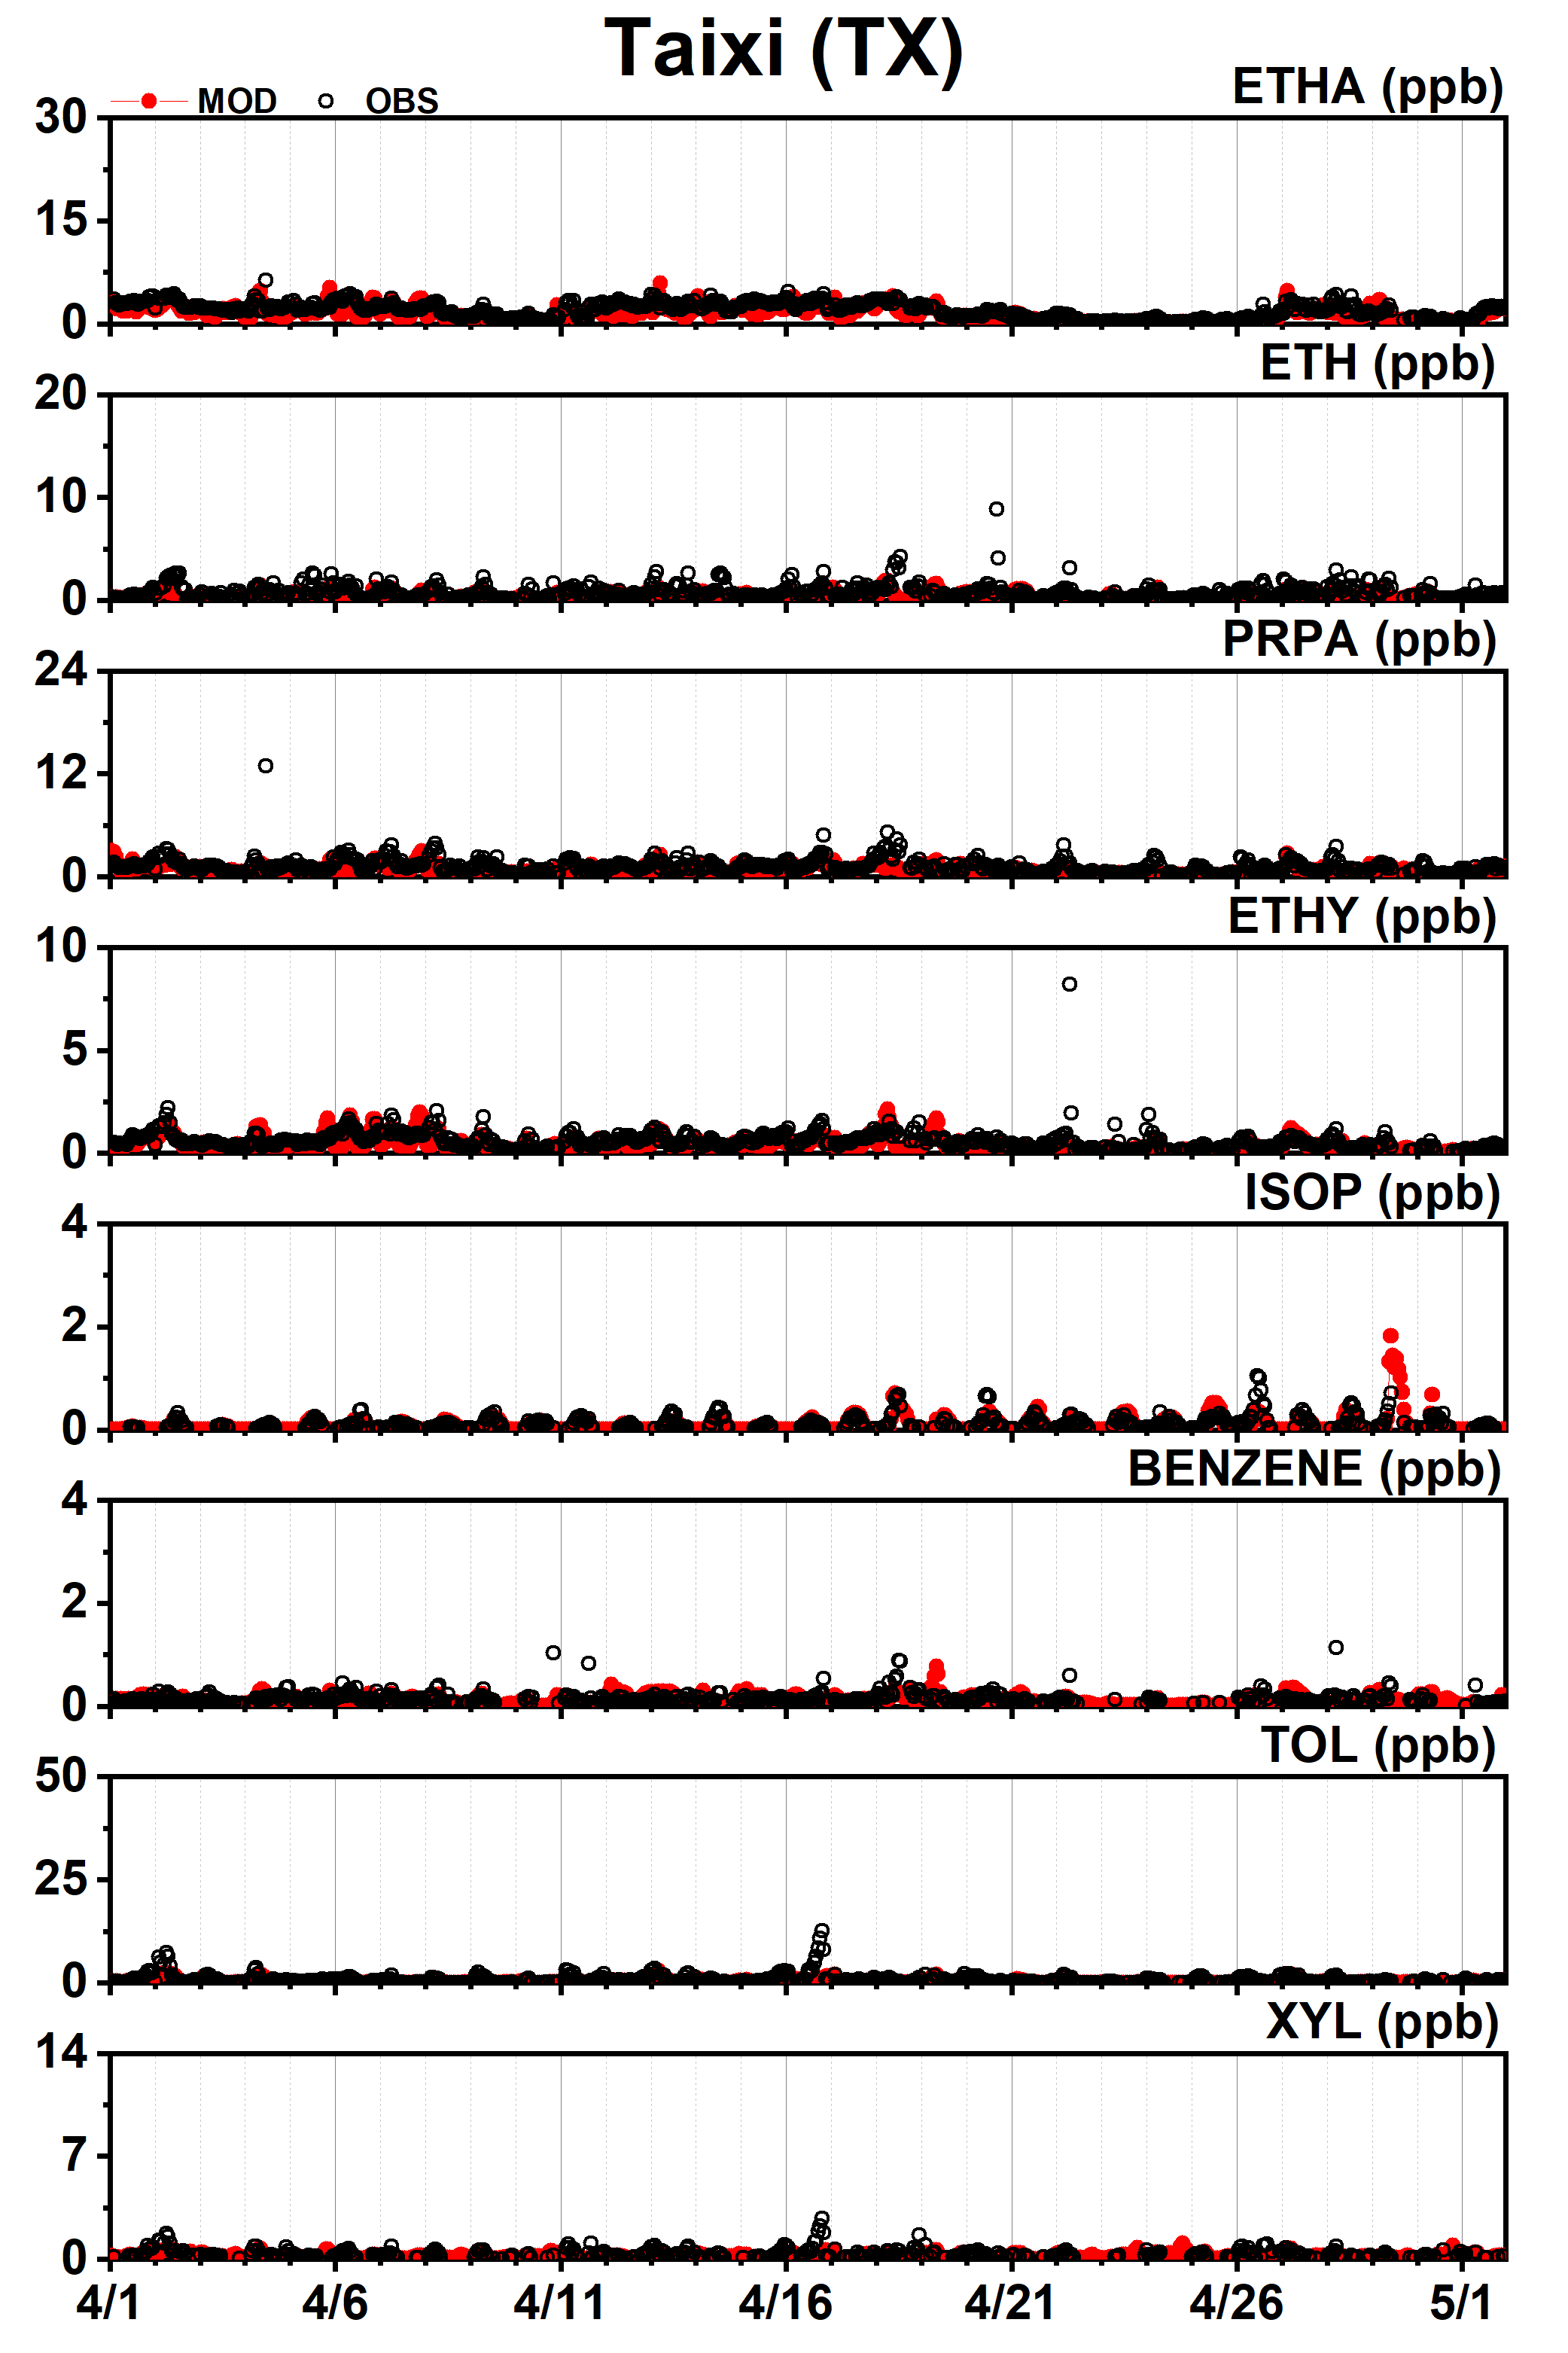 Taixi (TX)
MOD OBS
ETHA (ppb)
30
15
0
ETH (ppb)
20
10
0
PRPA (ppb)
24
12
0
ETHY (ppb)
10
5
0
ISOP (ppb)
4
2
0
BENZENE (ppb)
4
2
0
TOL (ppb)
50
25
0
XYL (ppb)
14
7
0
4/1 4/6 4/11 4/16 4/21 4/26 5/1